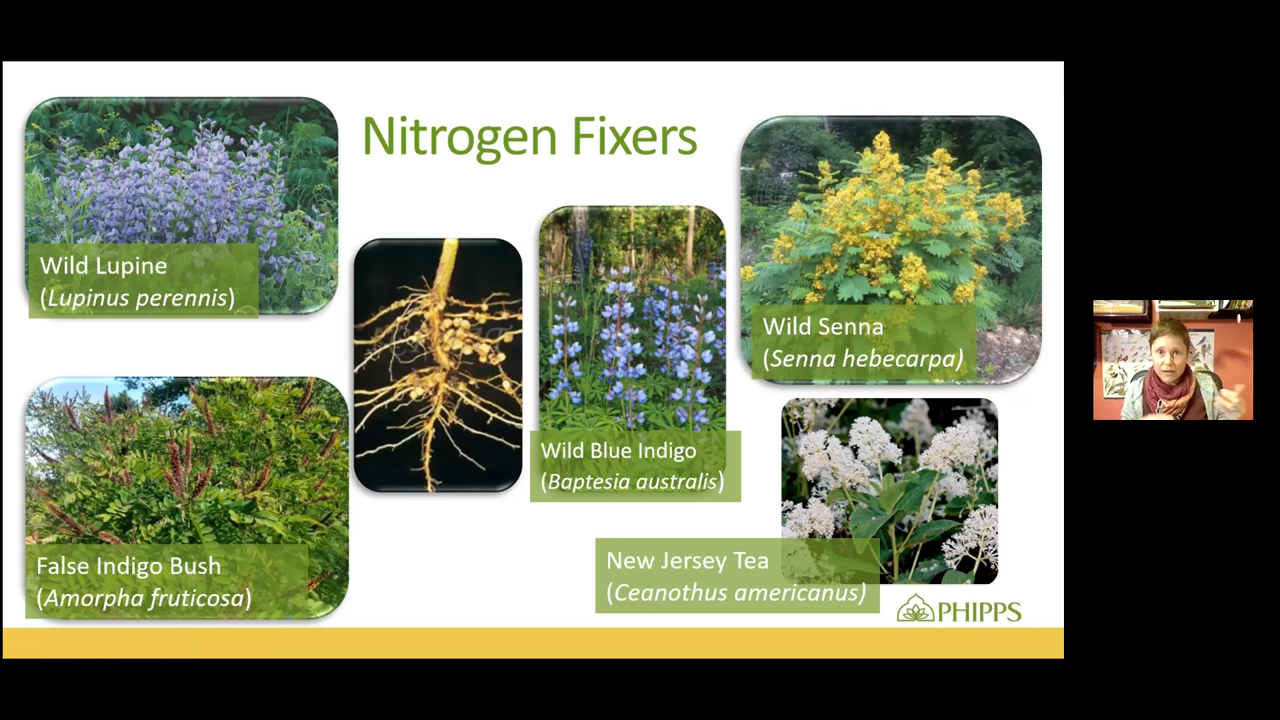 Nitrogen Fixers
Wild Lupine
(Lupinus perennis)
Wild Senna
(Senna hebecarpa)
Wild Blue Indigo
(Baptesia australis)
False Indigo Bush
(Amorpha fruticosa)
New Jersey Tea
(Ceanothus americanus)
PHIPPS